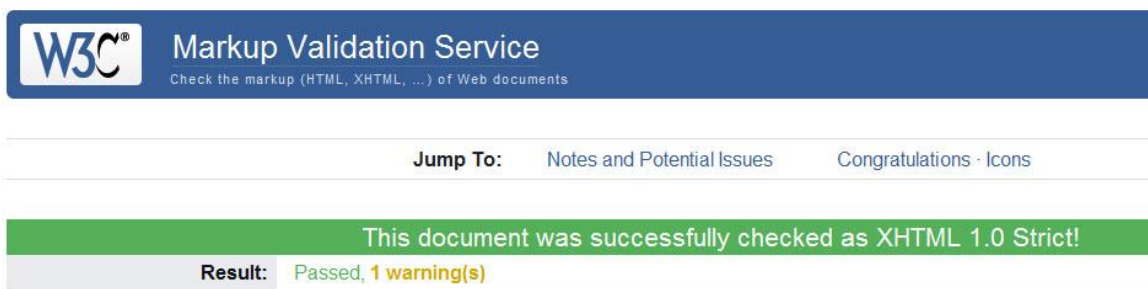 W3C®
Markup Validation Service
Check the markup (HTML, XHTML, ...) of Web documents
Jump To: Notes and Potential Issues Congratulations · Icons
This document was successfully checked as XHTML 1.0 Strict!
Result: Passed, 1 warning(s)